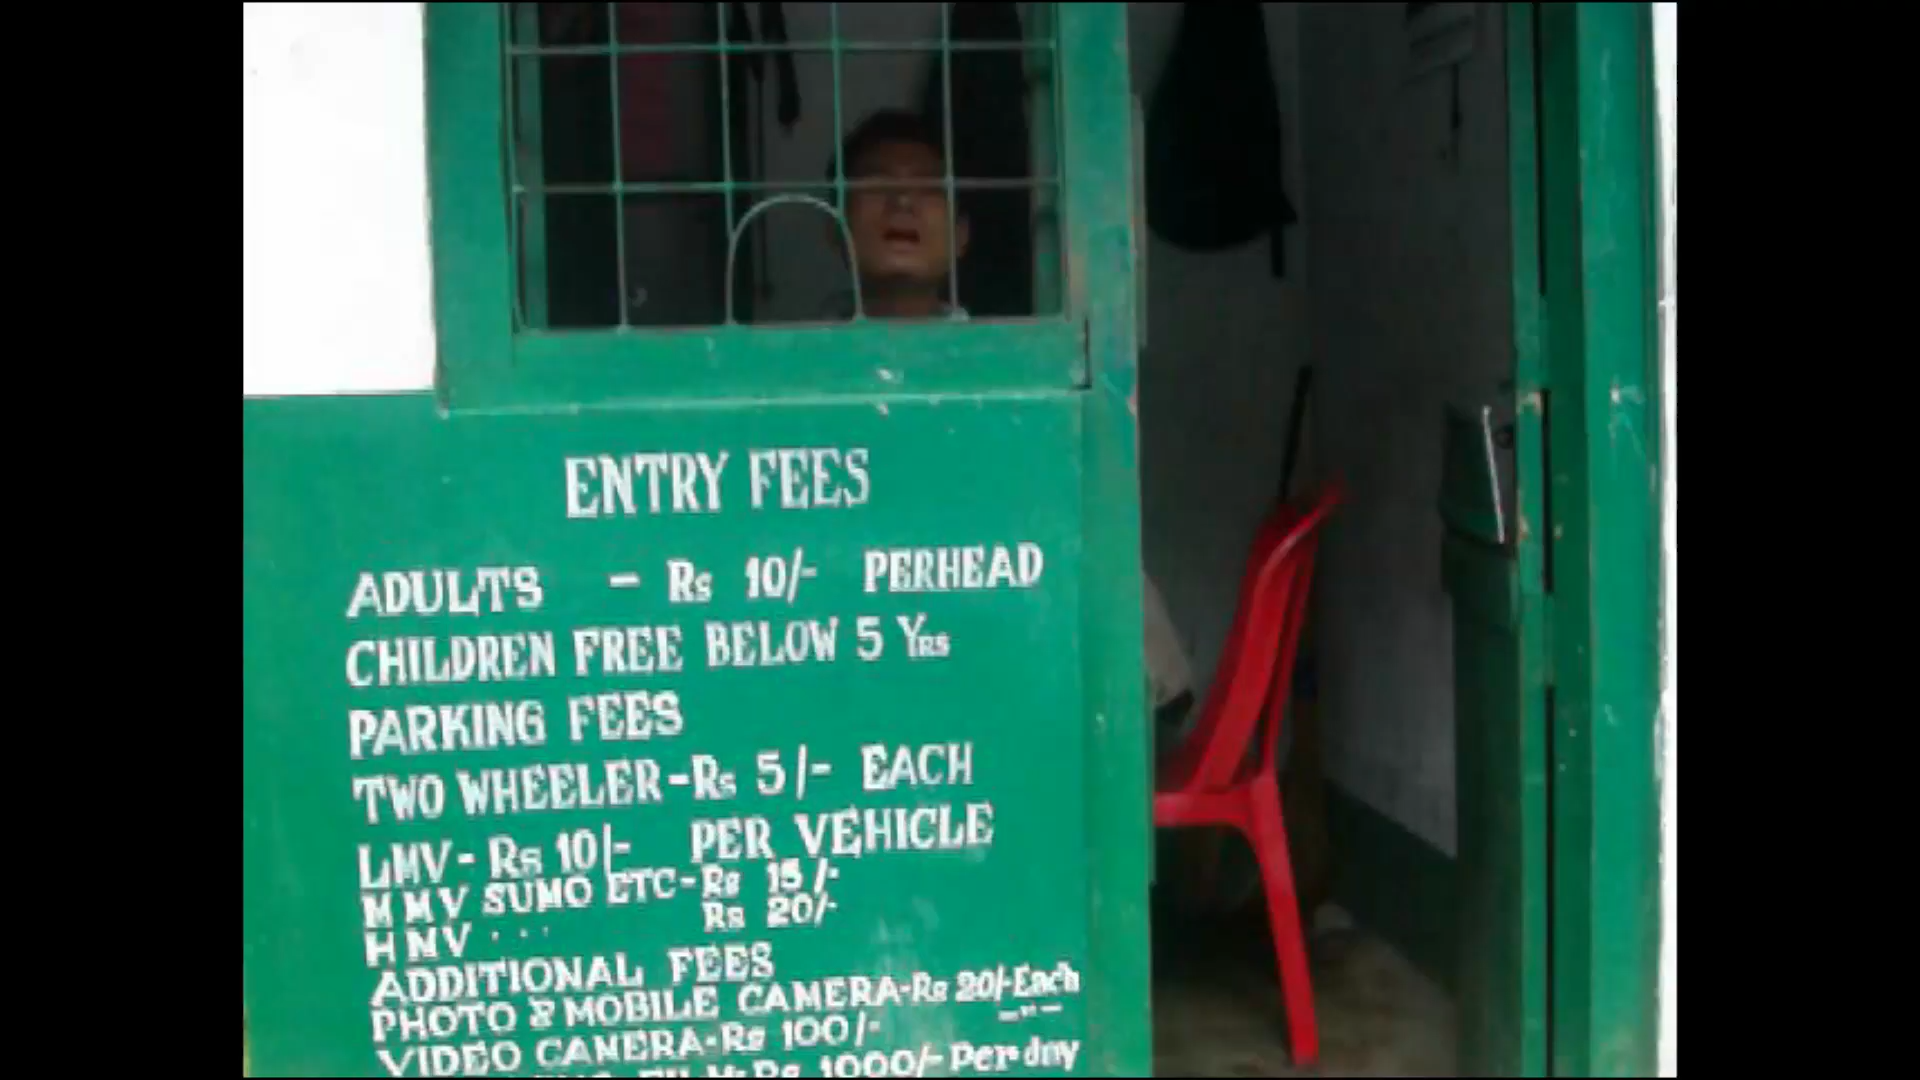 ENTRY FEES
ADULTS - Rs 10/- PERHEAD
CHILDREN FREE BELOW 5 YRS
PARKING FEES
TWO WHEELER-Rs 5/- EACH
LMV- Rs 10/- PER VEHICLE
MMV SUMO ETC-Rs 15/-
HMV ... Rs 20/-
ADDITIONAL FEES
PHOTO & MOBILE CAMERA-Rs 20/-Each
VIDEO CAMERA-Rs 100/- -"-
Rs 1000/- Per day